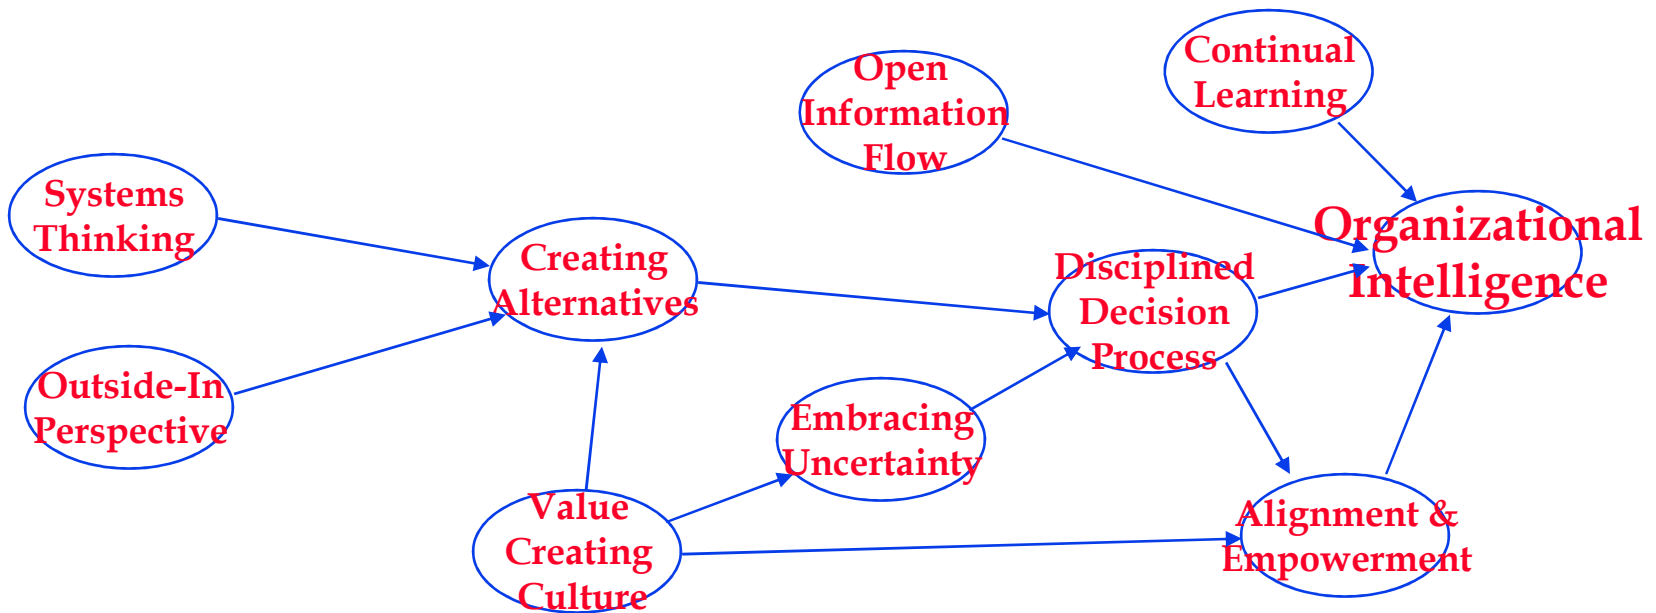 Continual
Learning
Open
Information
Flow
Systems
Thinking
Organizational
Intelligence
Creating
Alternatives
Disciplined
Decision
Process
Outside-In
Perspective
Embracing
Uncertainty
Value
Creating
Culture
Alignment &
Empowerment